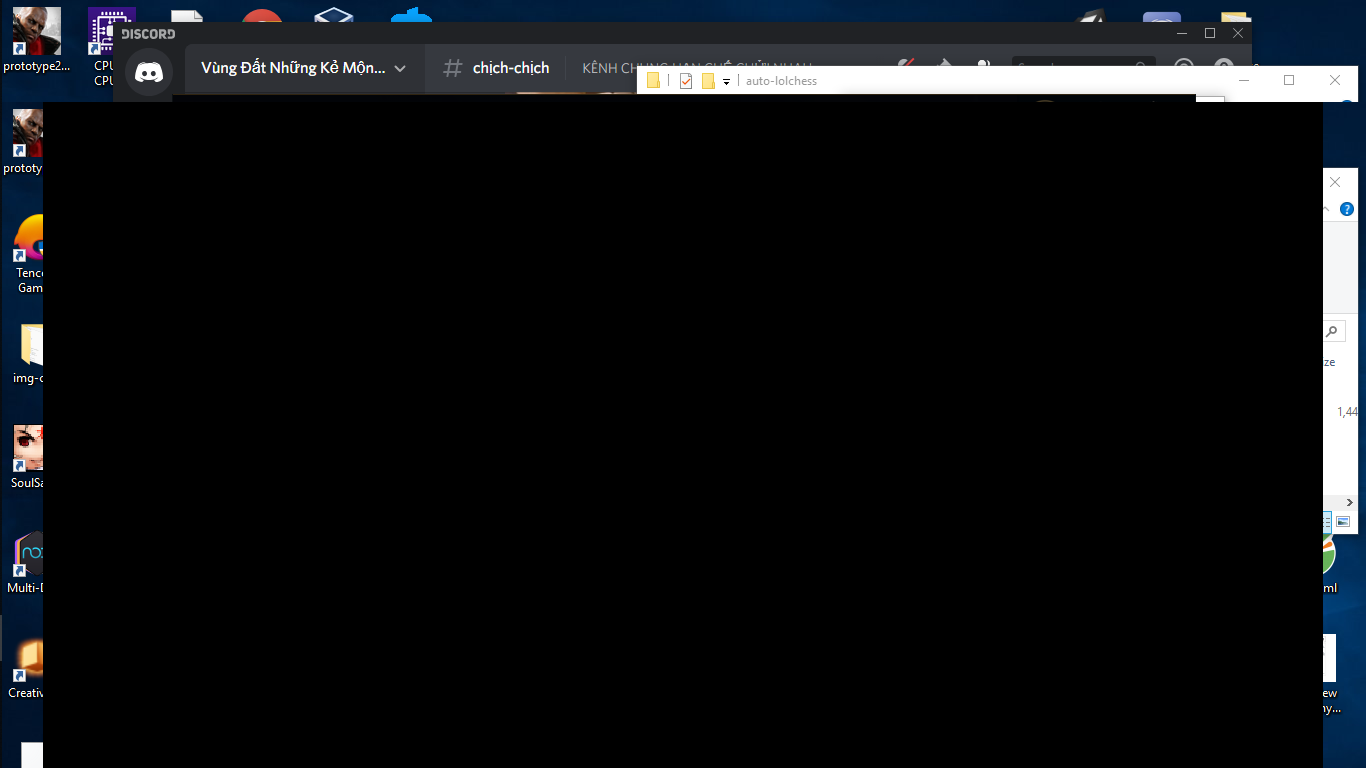 DISCORD
prototype2...
CPU
CPU
Vùng Đất Những Kẻ Mộn...
# chịch-chịch
KÊNH CHUNG HẠN CHẾ CHỬI NHAU
auto-lolchess
prototy
Tence
Gam
ze
img-c
1,44
SoulSa
Multi-D
ml
Creativ
ew
ny...